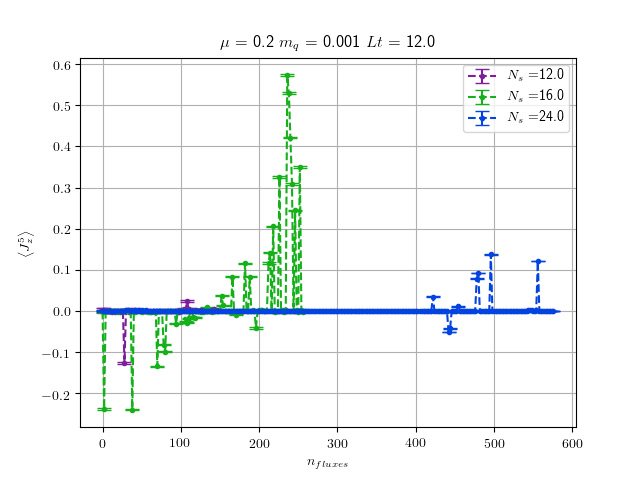 μ = 0.2 m_q = 0.001 Lt = 12.0
0.6
0.5
0.4
0.3
0.2
0.1
0.0
−0.1
−0.2
⟨J_z^5⟩
N_s =12.0
N_s =16.0
N_s =24.0
0 100 200 300 400 500 600
n_{fluxes}